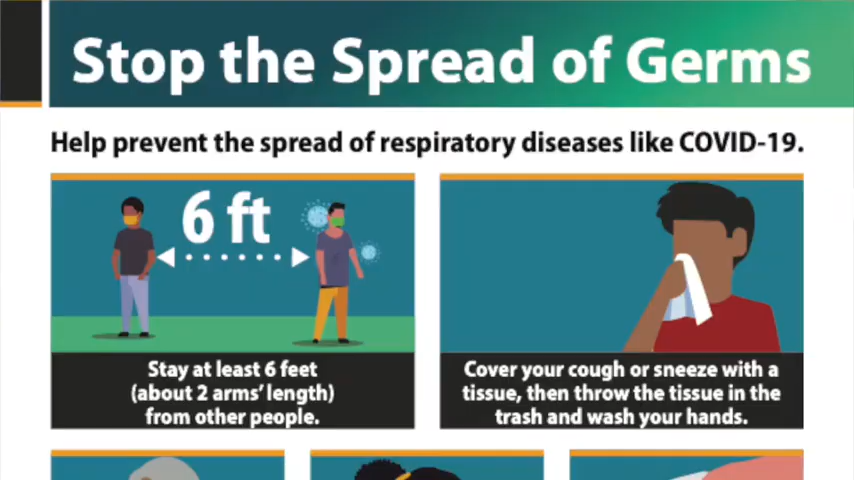 Stop the Spread of Germs
Help prevent the spread of respiratory diseases like COVID-19.
6 ft
Stay at least 6 feet
(about 2 arms' length)
from other people.
Cover your cough or sneeze with a
tissue, then throw the tissue in the
trash and wash your hands.